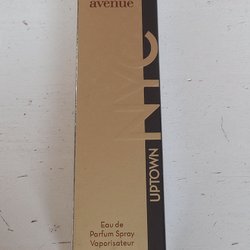 avenue
UPTOWN NYC
Eau de
Parfum Spray
Vaporisateur